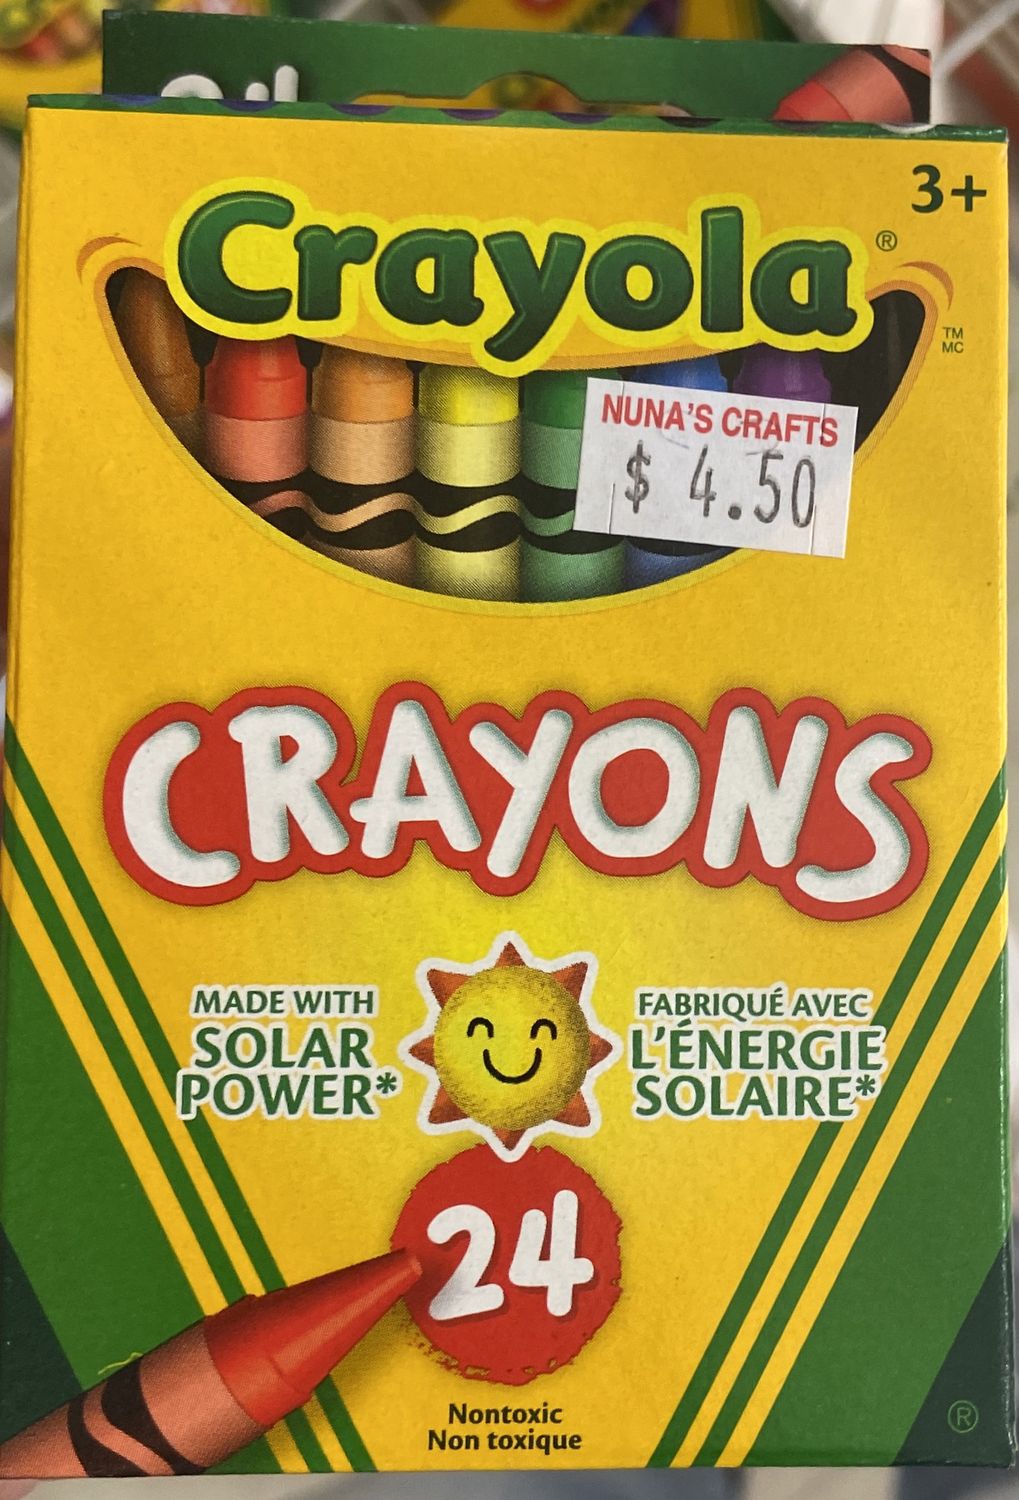 3+
Crayola®
TM
MC
NUNA'S CRAFTS
$ 4.50
CRAYONS
MADE WITH
SOLAR
POWER*
FABRIQUÉ AVEC
L'ÉNERGIE
SOLAIRE*
24
Nontoxic
Non toxique
®